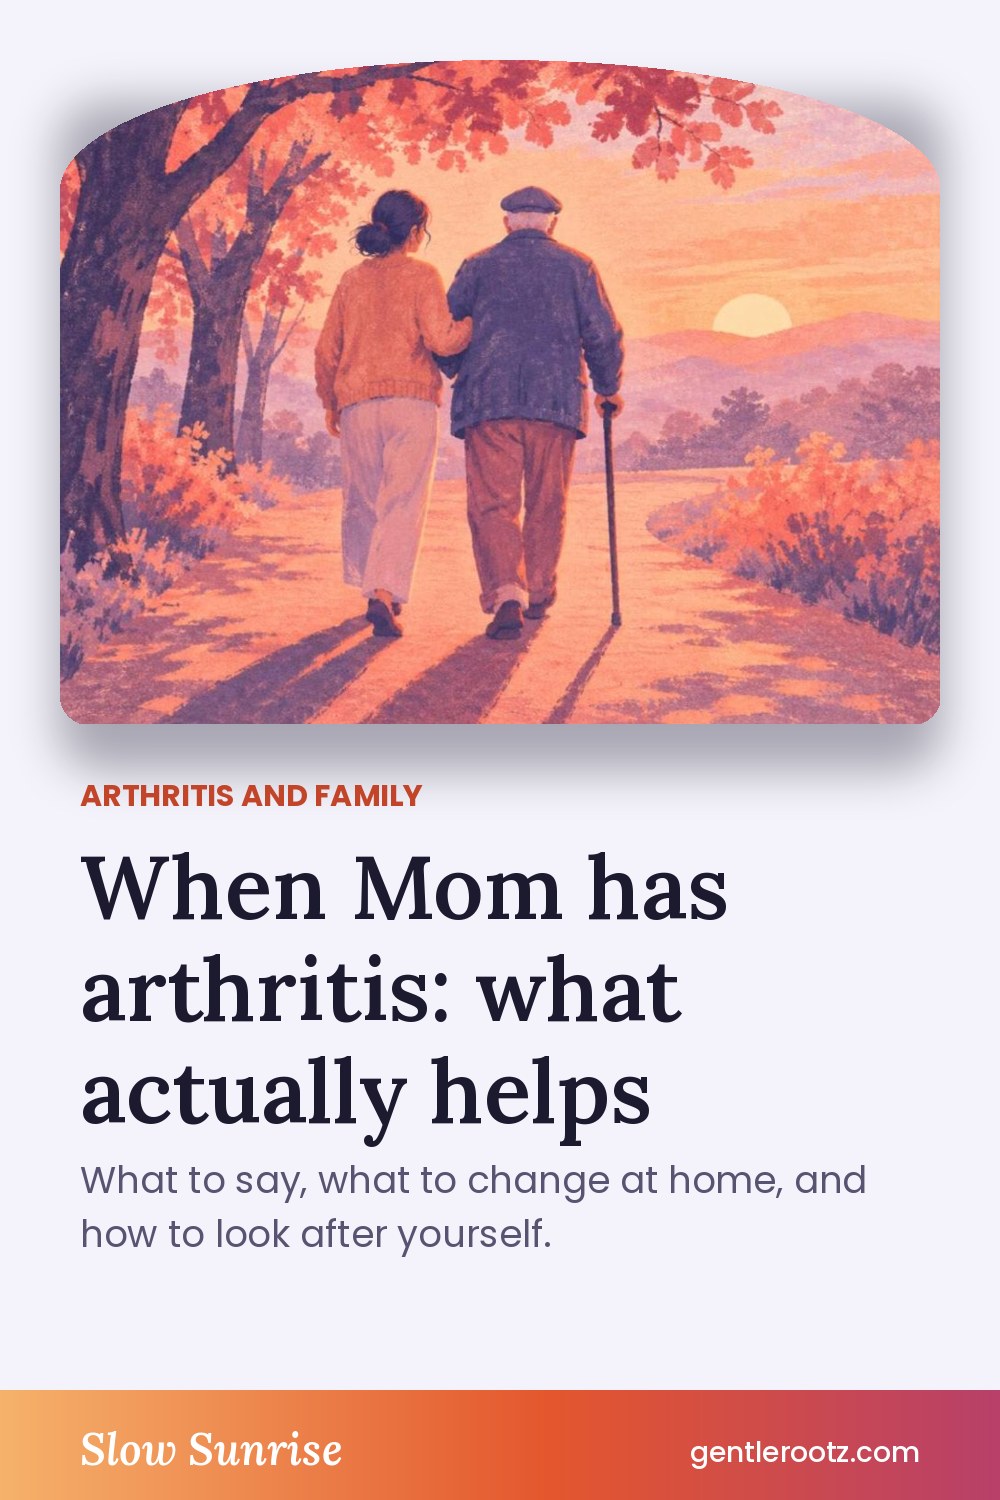 ARTHRITIS AND FAMILY
When Mom has
arthritis: what
actually helps
What to say, what to change at home, and
how to look after yourself.
Slow Sunrise
gentlerootz.com